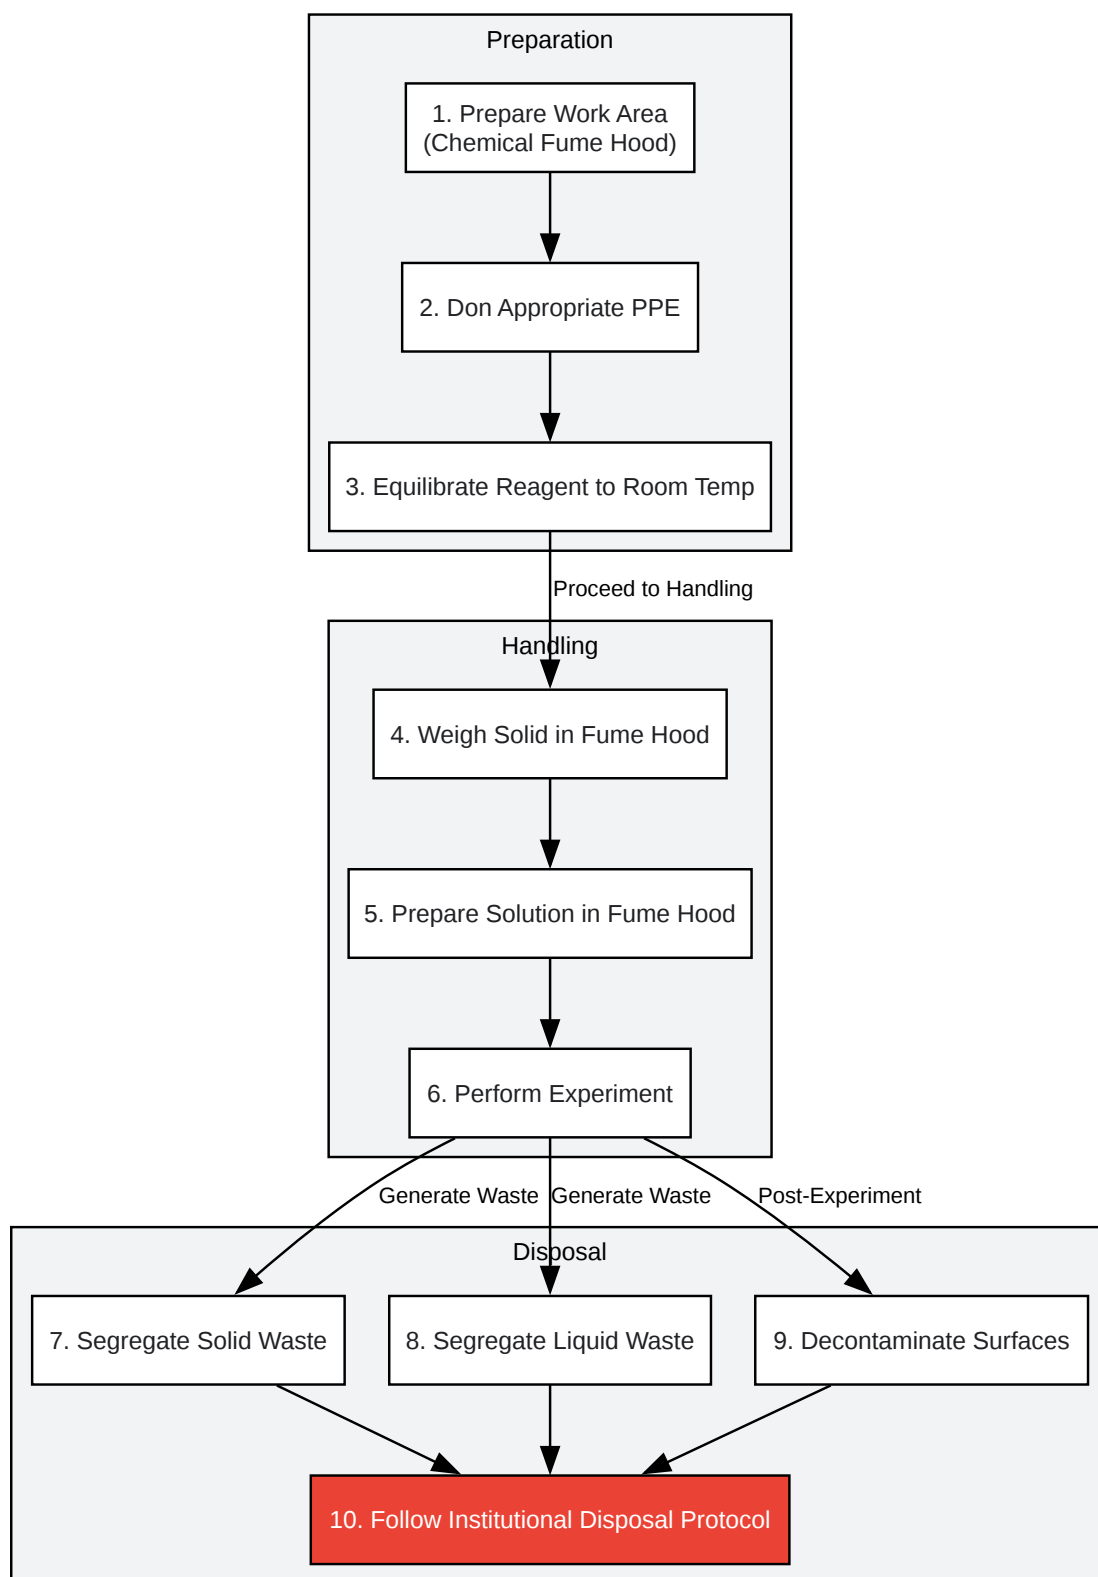 Preparation
1. Prepare Work Area
(Chemical Fume Hood)
2. Don Appropriate PPE
3. Equilibrate Reagent to Room Temp
Proceed to Handling
Handling
4. Weigh Solid in Fume Hood
5. Prepare Solution in Fume Hood
6. Perform Experiment
Generate Waste
Generate Waste
Post-Experiment
Disposal
7. Segregate Solid Waste
8. Segregate Liquid Waste
9. Decontaminate Surfaces
10. Follow Institutional Disposal Protocol